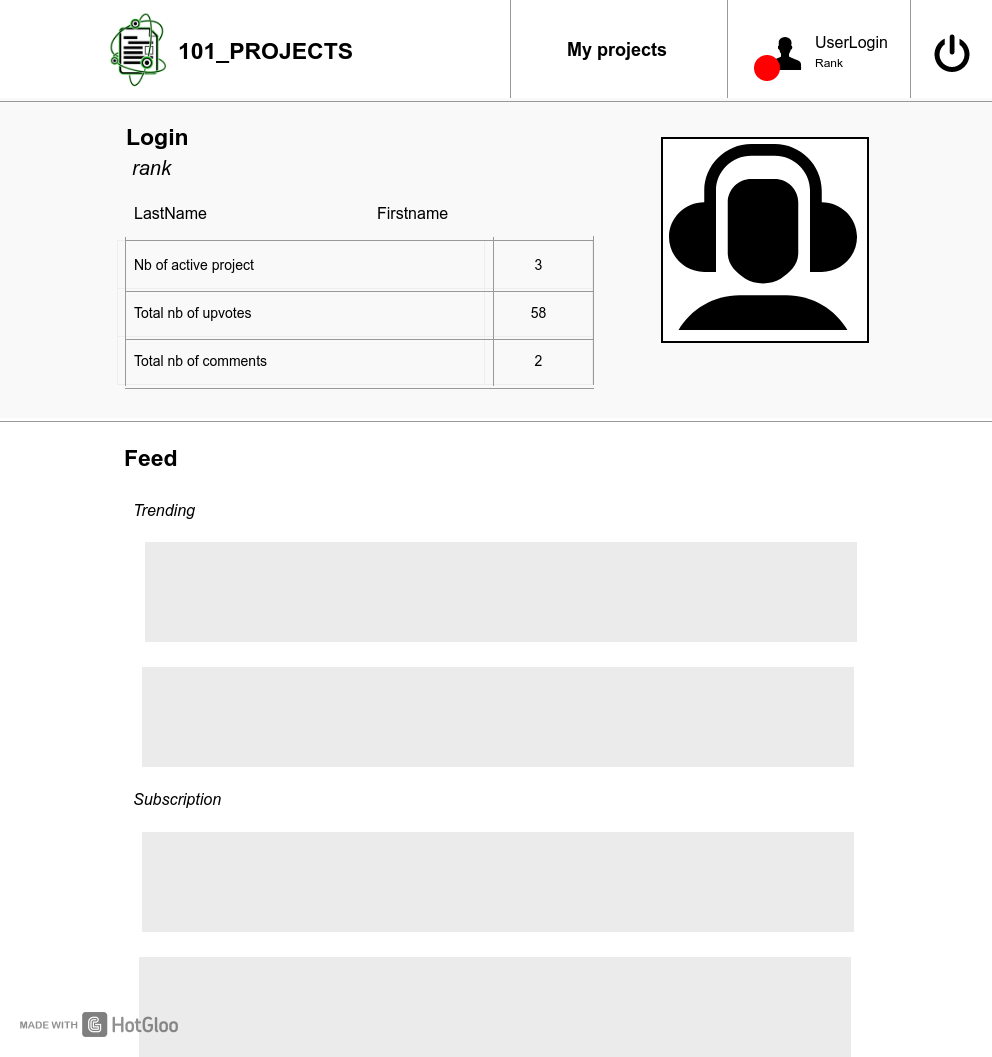 101_PROJECTS
My projects
UserLogin
Rank
Login
rank
LastName Firstname
Nb of active project 3
Total nb of upvotes 58
Total nb of comments 2
Feed
Trending
Subscription
MADE WITH HotGloo